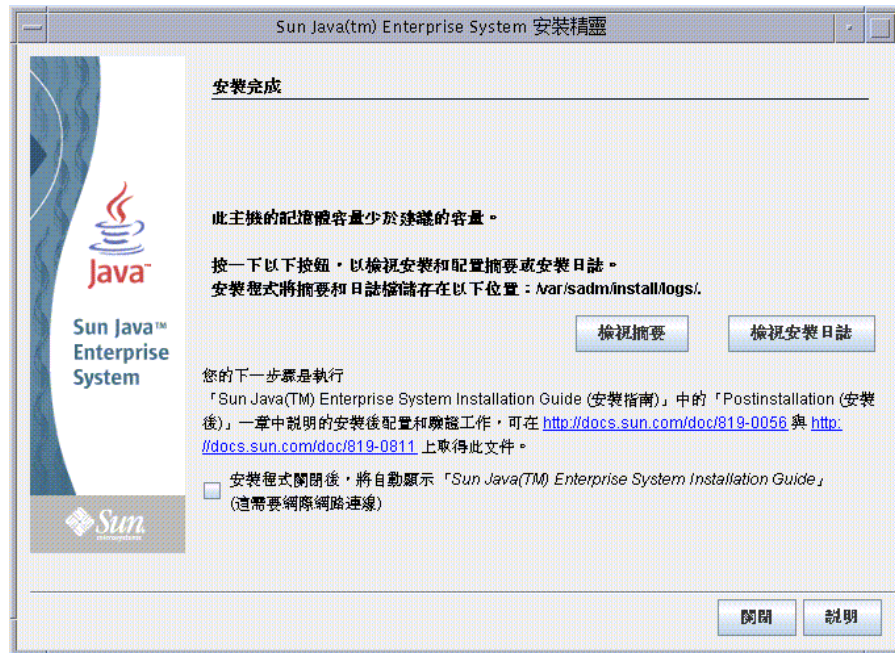 Sun Java(tm) Enterprise System 安裝精靈
安裝完成
此主機的記憶體容量少於建議的容量。
按一下以下按鈕，以檢視安裝和配置摘要或安裝日誌。
安裝程式將摘要和日誌檔儲存在以下位置：/var/sadm/install/logs/.
Java™
Sun Java™
Enterprise
System
檢視摘要
檢視安裝日誌
您的下一步驟是執行
「Sun Java(TM) Enterprise System Installation Guide (安裝指南)」中的「Postinstallation (安裝
後)」一章中說明的安裝後配置和驗證工作，可在 http://docs.sun.com/doc/819-0056 與 http:
//docs.sun.com/doc/819-0811 上取得此文件。
安裝程式關閉後，將自動顯示「Sun Java(TM) Enterprise System Installation Guide」
(這需要網際網路連線)
Sun
microsystems
關閉
說明